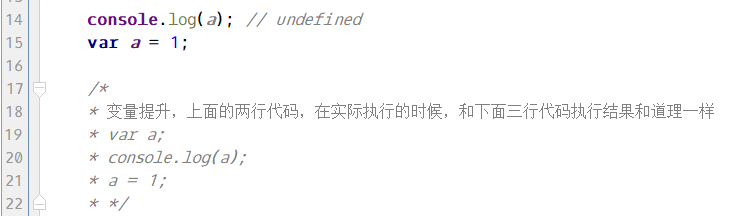 14 console.log(a); // undefined
15 var a = 1;
16
17 /*
18 * 变量提升，上面的两行代码，在实际执行的时候，和下面三行代码执行结果和道理一样
19 * var a;
20 * console.log(a);
21 * a = 1;
22 * */